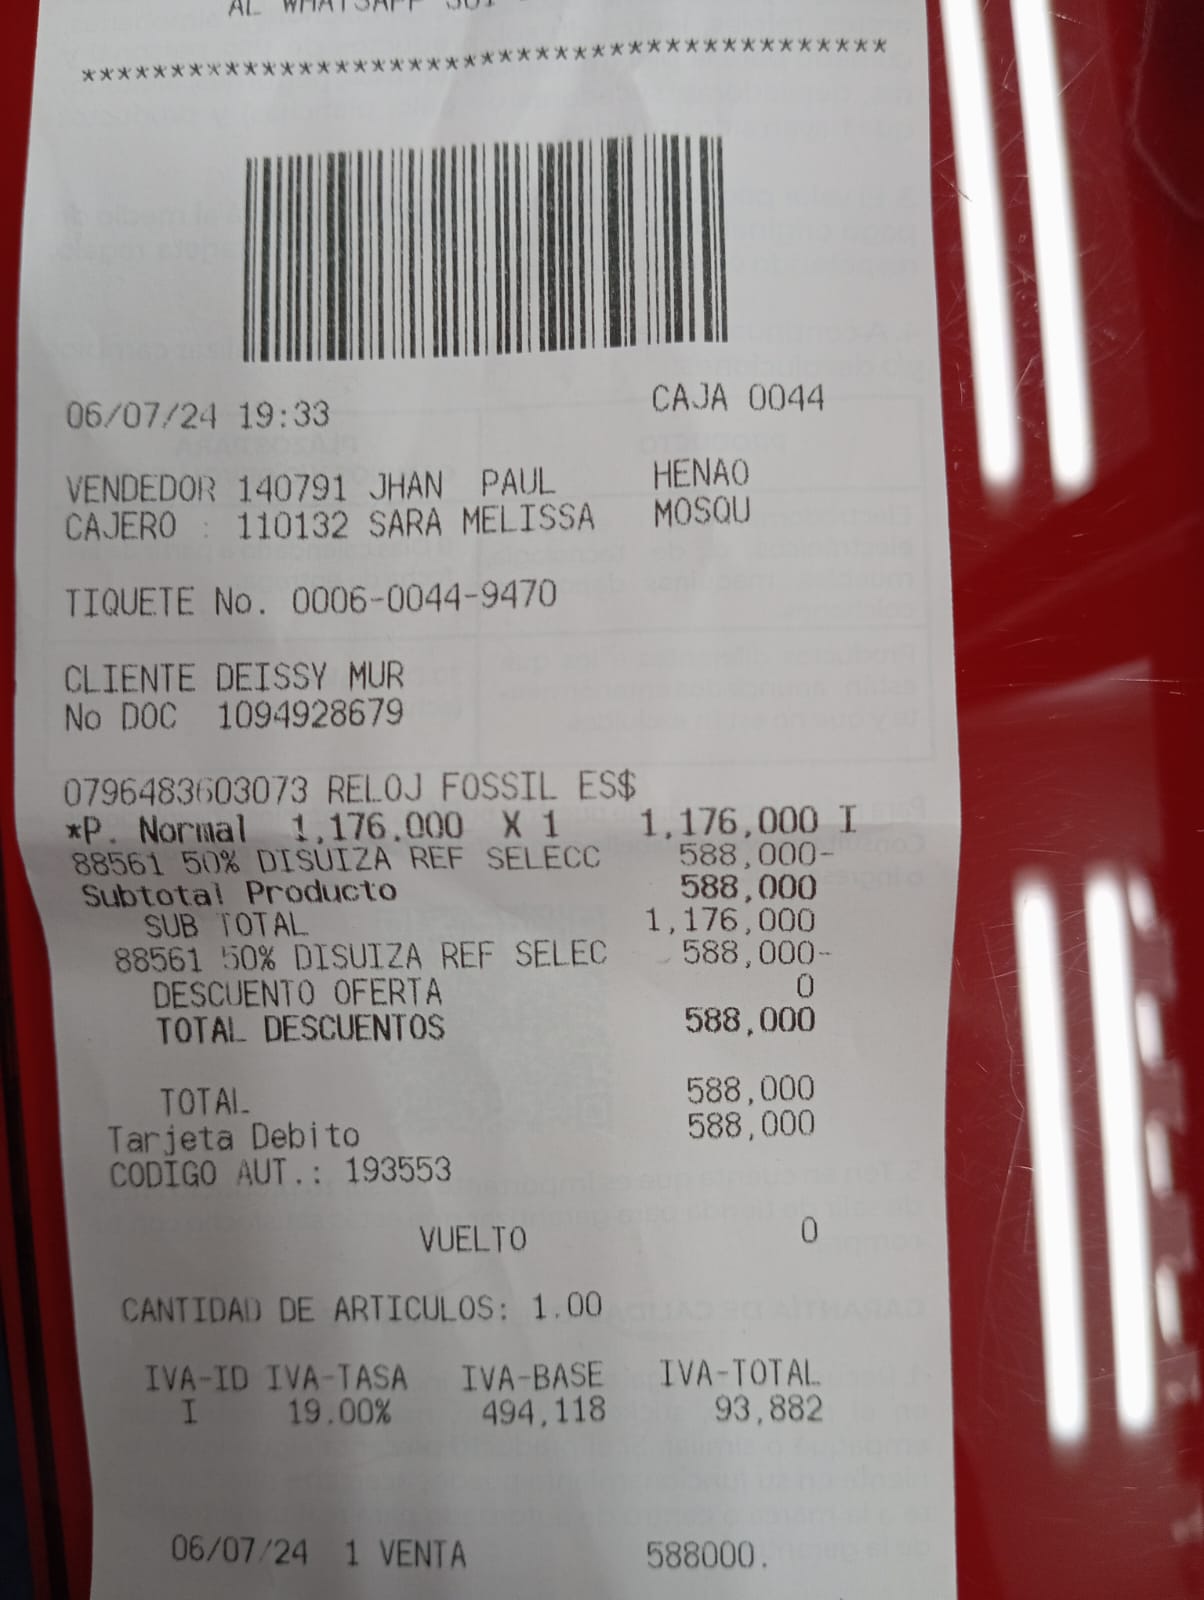 AL WHATSAPP
******************************************
06/07/24 19:33 CAJA 0044
VENDEDOR 140791 JHAN PAUL HENAO
CAJERO : 110132 SARA MELISSA MOSQU
TIQUETE No. 0006-0044-9470
CLIENTE DEISSY MUR
No DOC 1094928679
0796483603073 RELOJ FOSSIL ES$
*P. Normal 1,176.000 X 1 1,176,000 I
88561 50% DISUIZA REF SELECC 588,000-
Subtotal Producto 588,000
SUB TOTAL 1,176,000
88561 50% DISUIZA REF SELEC 588,000-
DESCUENTO OFERTA 0
TOTAL DESCUENTOS 588,000
TOTAL 588,000
Tarjeta Debito 588,000
CODIGO AUT.: 193553
VUELTO 0
CANTIDAD DE ARTICULOS: 1.00
IVA-ID IVA-TASA IVA-BASE IVA-TOTAL
I 19.00% 494,118 93,882
06/07/24 1 VENTA 588000.